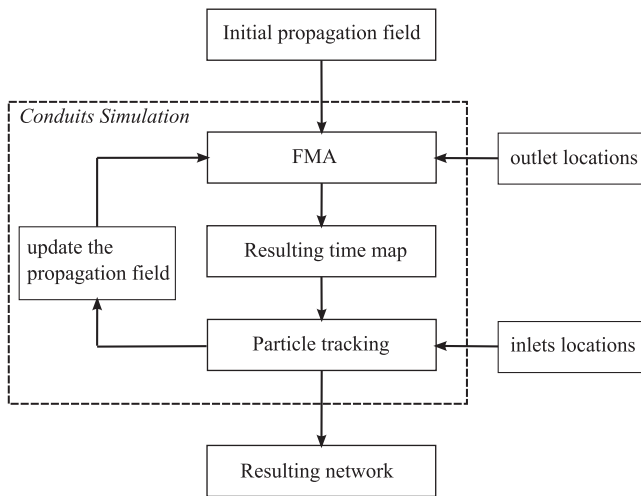 Initial propagation field
Conduits Simulation
FMA
outlet locations
update the
propagation field
Resulting time map
Particle tracking
inlets locations
Resulting network